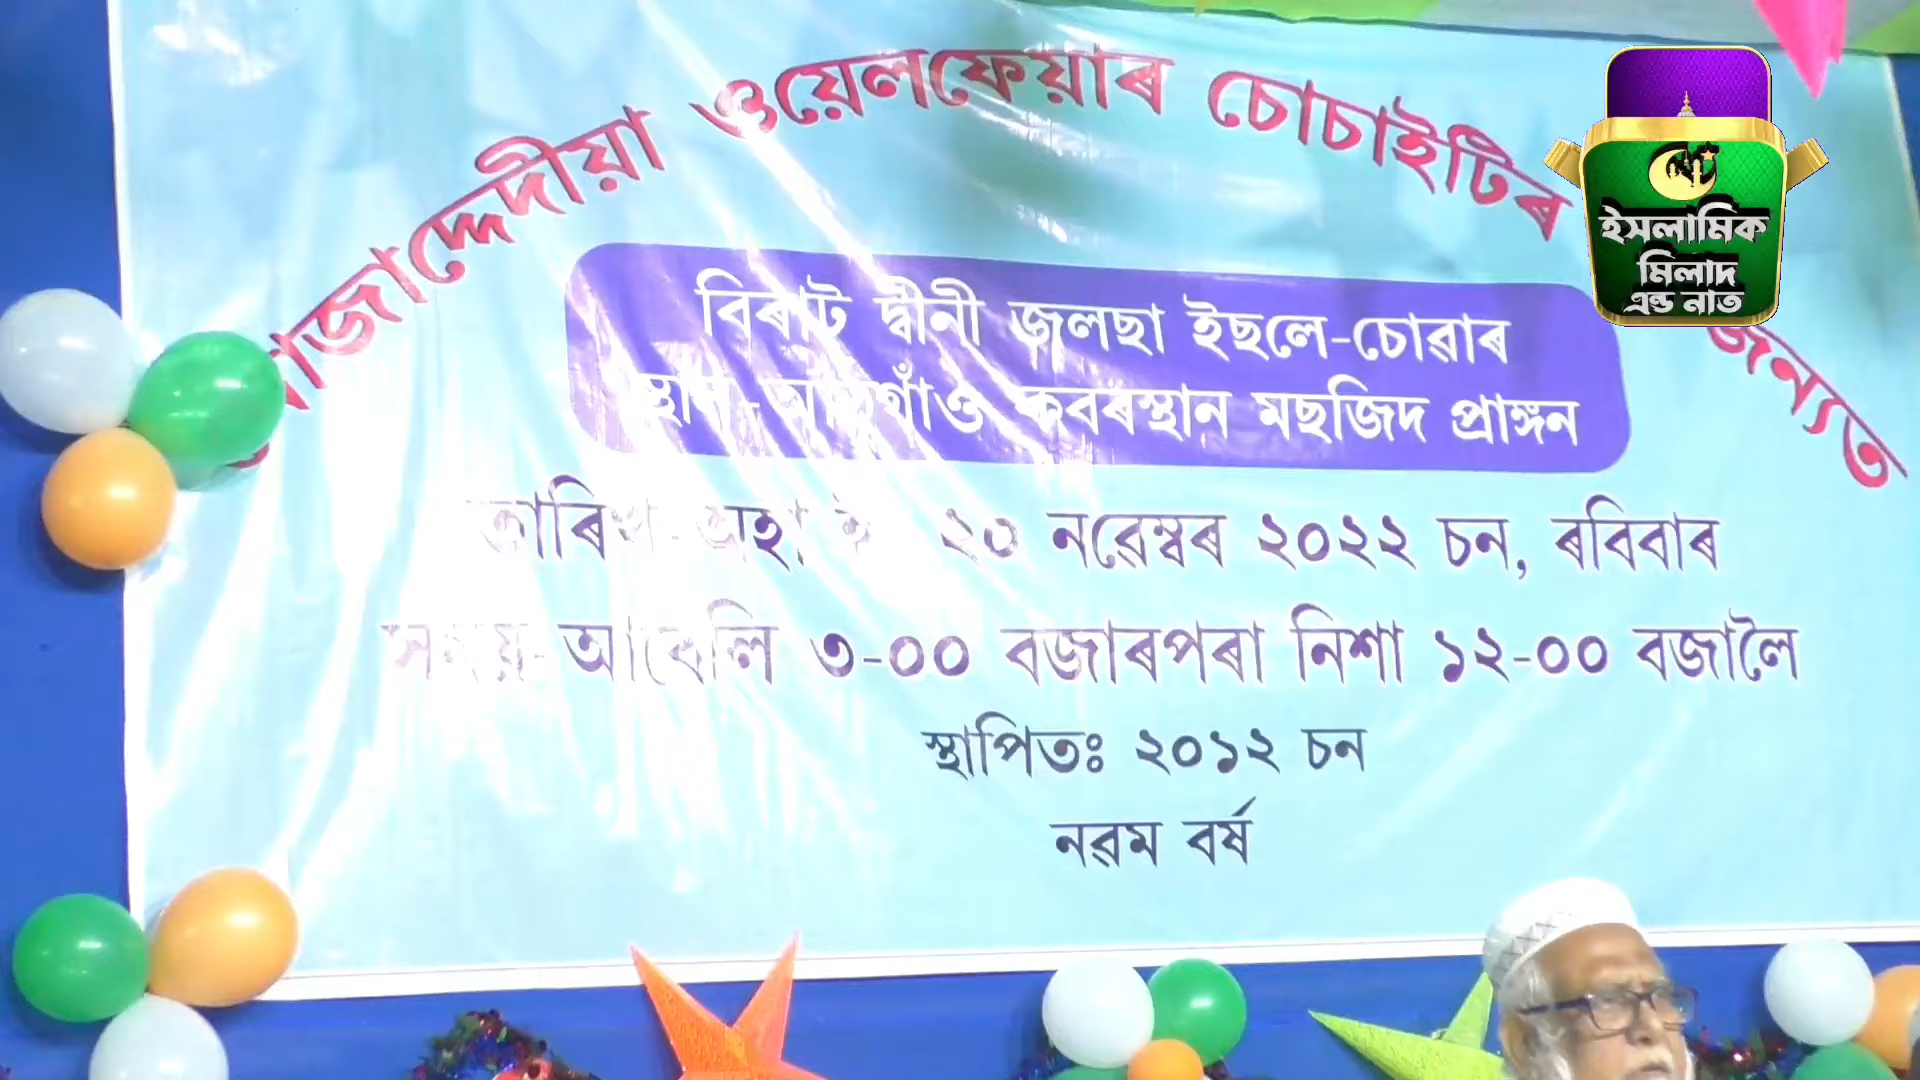 ওয়েলফেয়াৰ চোচাইটিৰ
বিৰাট দ্বীনী জলছা ইছলে-চোৱাৰ
কবৰস্থান মছজিদ প্ৰাঙ্গন
২০ নৱেম্বৰ ২০২২ চন, ৰবিবাৰ
সময়- আবেলি ৩-০০ বজাৰপৰা নিশা ১২-০০ বজালৈ
স্থাপিতঃ ২০১২ চন
নৱম বৰ্ষ
ইসলামিক
মিলাদ
এন্ড নাত